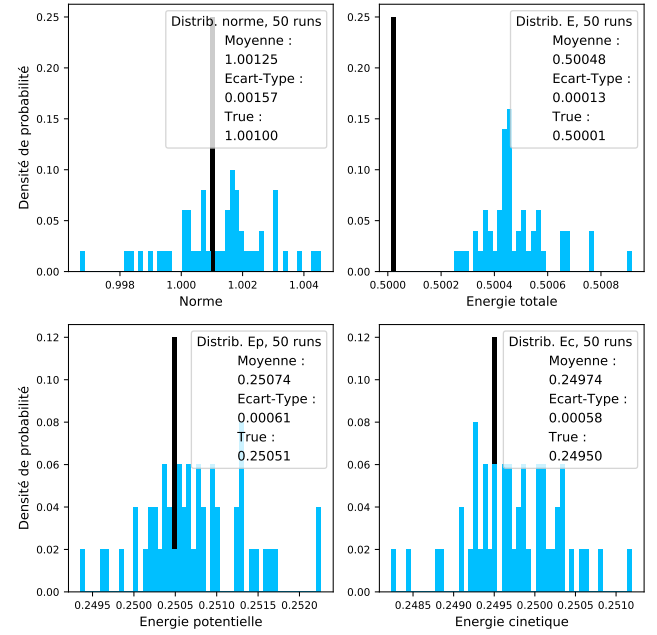 Distrib. norme, 50 runs
Moyenne :
1.00125
Ecart-Type :
0.00157
True :
1.00100
0.25
0.20
0.15
0.10
0.05
0.00
Densité de probabilité
0.998
1.000
1.002
1.004
Norme
Distrib. E, 50 runs
Moyenne :
0.50048
Ecart-Type :
0.00013
True :
0.50001
0.25
0.20
0.15
0.10
0.05
0.00
0.5000
0.5002
0.5004
0.5006
0.5008
Energie totale
Distrib. Ep, 50 runs
Moyenne :
0.25074
Ecart-Type :
0.00061
True :
0.25051
0.12
0.10
0.08
0.06
0.04
0.02
0.00
Densité de probabilité
0.2495
0.2500
0.2505
0.2510
0.2515
0.2520
Energie potentielle
Distrib. Ec, 50 runs
Moyenne :
0.24974
Ecart-Type :
0.00058
True :
0.24950
0.12
0.10
0.08
0.06
0.04
0.02
0.00
0.2485
0.2490
0.2495
0.2500
0.2505
0.2510
Energie cinetique